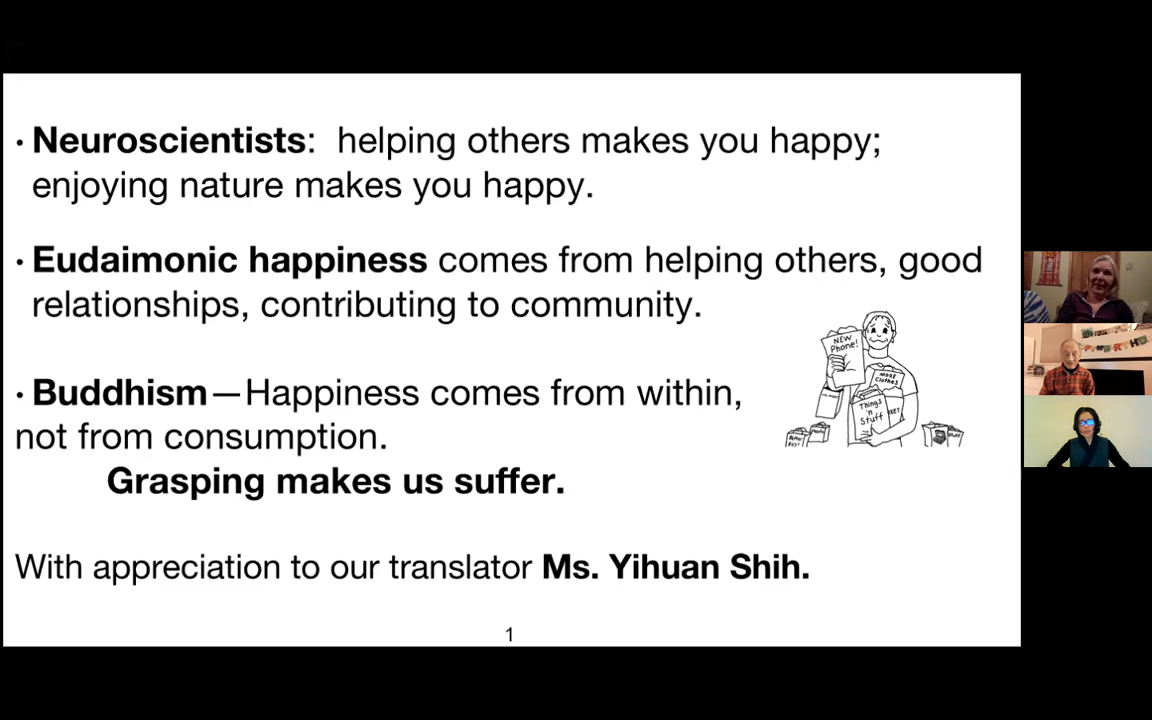 · Neuroscientists: helping others makes you happy;
enjoying nature makes you happy.
· Eudaimonic happiness comes from helping others, good
relationships, contributing to community.
NEW
Phone!
MORE
Clothes
Things
'n
Stuff
· Buddhism—Happiness comes from within,
not from consumption.
Grasping makes us suffer.
With appreciation to our translator Ms. Yihuan Shih.
1